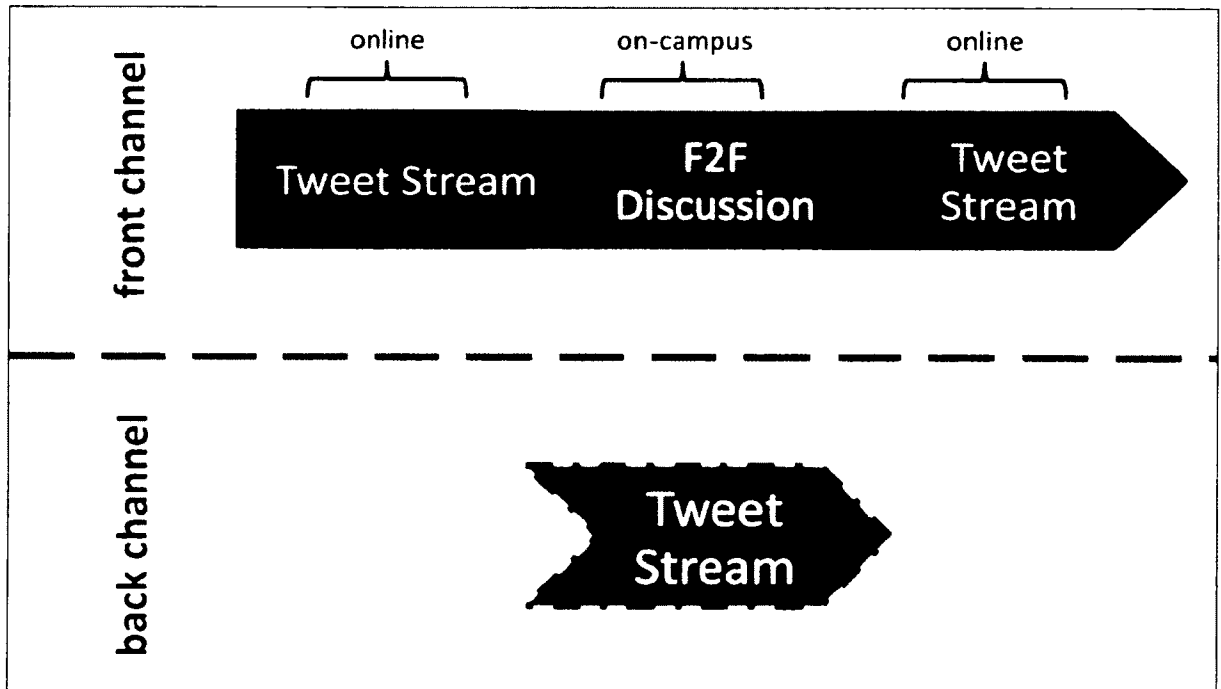 online
on-campus
online
front channel
Tweet Stream
F2F
Discussion
Tweet
Stream
back channel
Tweet
Stream